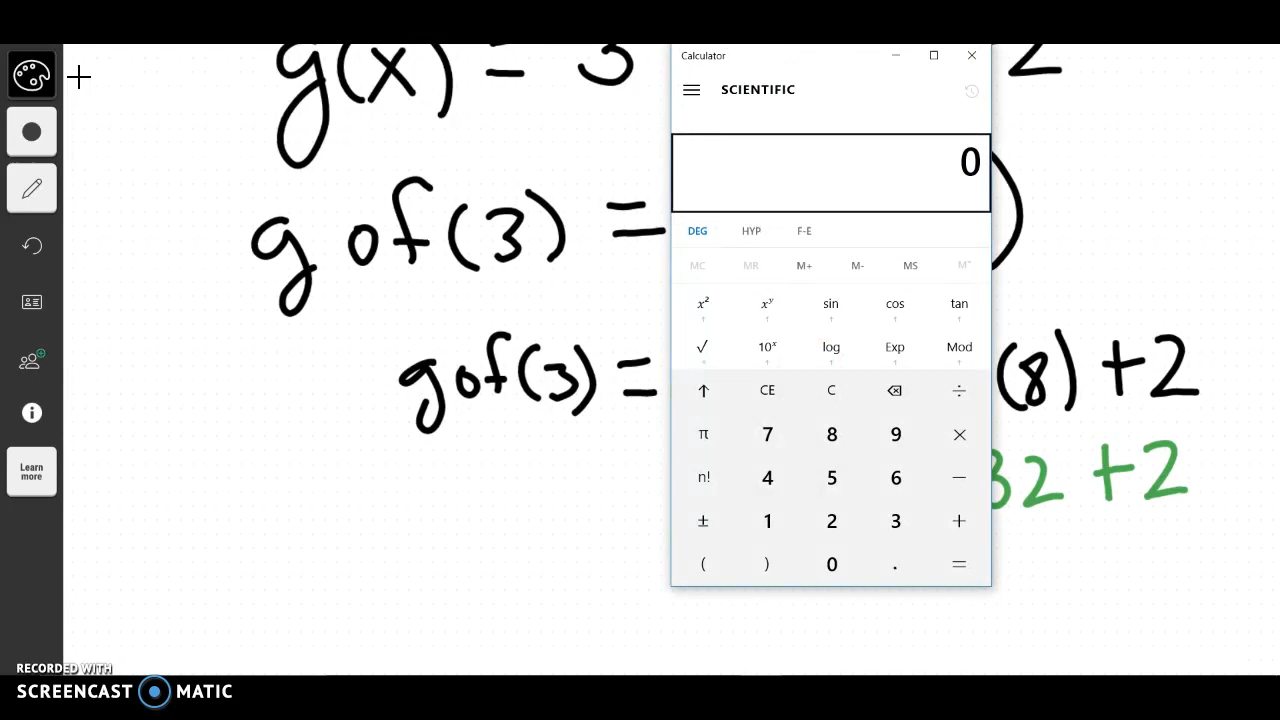 g(x) = 3 2
Calculator
SCIENTIFIC
0
g o f(3) = )
DEG HYP F-E
MC MR M+ M- MS M˅
x² xʸ sin cos tan
√ 10ˣ log Exp Mod
g o f(3) = (8) +2
↑ CE C ⌫ ÷
π 7 8 9 ×
n! 4 5 6 −
32 +2
± 1 2 3 +
( ) 0 . =
Learn
more
RECORDED WITH
SCREENCAST MATIC